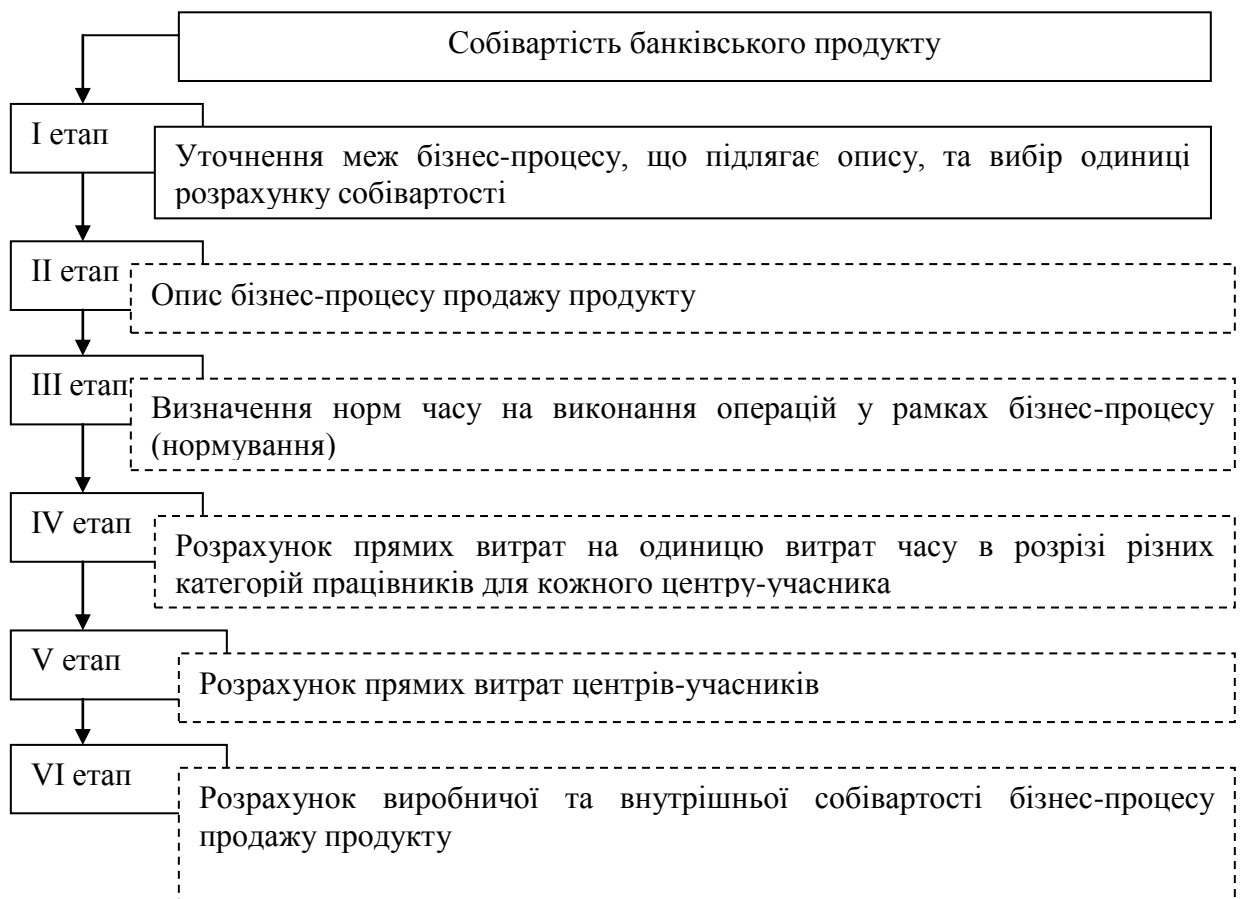 Собівартість банківського продукту
І етап
Уточнення меж бізнес-процесу, що підлягає опису, та вибір одиниці
розрахунку собівартості
ІІ етап
Опис бізнес-процесу продажу продукту
ІІІ етап
Визначення норм часу на виконання операцій у рамках бізнес-процесу
(нормування)
IV етап
Розрахунок прямих витрат на одиницю витрат часу в розрізі різних
категорій працівників для кожного центру-учасника
V етап
Розрахунок прямих витрат центрів-учасників
VI етап
Розрахунок виробничої та внутрішньої собівартості бізнес-процесу
продажу продукту